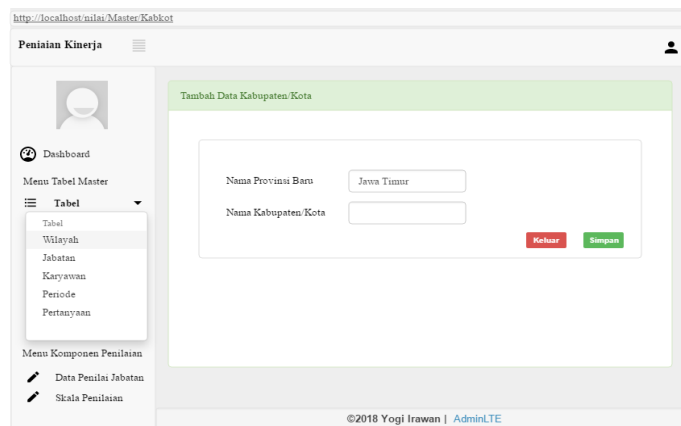 http://localhost/nilai/Master/Kabkot
Peniaian Kinerja
Tambah Data Kabupaten/Kota
Dashboard
Menu Tabel Master
Tabel
Tabel
Wilayah
Jabatan
Karyawan
Periode
Pertanyaan
Menu Komponen Penilaian
Data Penilai Jabatan
Skala Penilaian
Nama Provinsi Baru
Jawa Timur
Nama Kabupaten/Kota
Keluar
Simpan
©2018 Yogi Irawan | AdminLTE